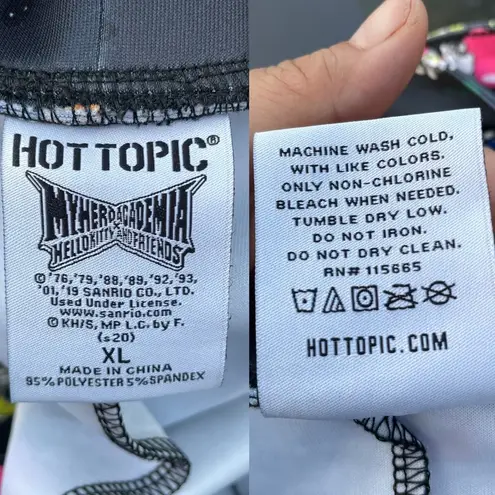 HOT TOPIC®
MY HERO ACADEMIA
HELLO KITTY AND FRIENDS
© '76, '79, '88, '89, '92, '93,
'01, '19 SANRIO CO., LTD.
Used Under License.
www.sanrio.com
© KH/S, MP L.C. by F.
(s20)
XL
MADE IN CHINA
95% POLYESTER 5% SPANDEX
MACHINE WASH COLD,
WITH LIKE COLORS.
ONLY NON-CHLORINE
BLEACH WHEN NEEDED.
TUMBLE DRY LOW.
DO NOT IRON.
DO NOT DRY CLEAN.
RN# 115665
HOTTOPIC.COM